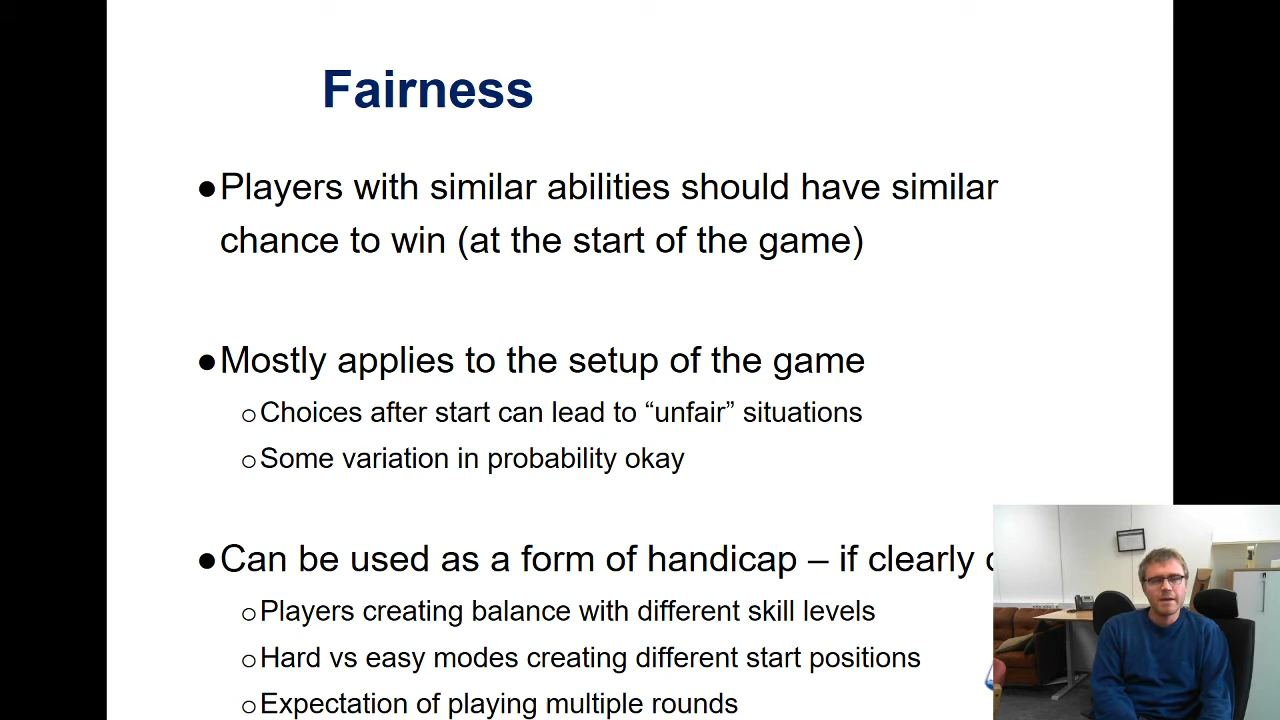 Fairness
●Players with similar abilities should have similar
chance to win (at the start of the game)
●Mostly applies to the setup of the game
○Choices after start can lead to “unfair” situations
○Some variation in probability okay
●Can be used as a form of handicap – if clearly
○Players creating balance with different skill levels
○Hard vs easy modes creating different start positions
○Expectation of playing multiple rounds